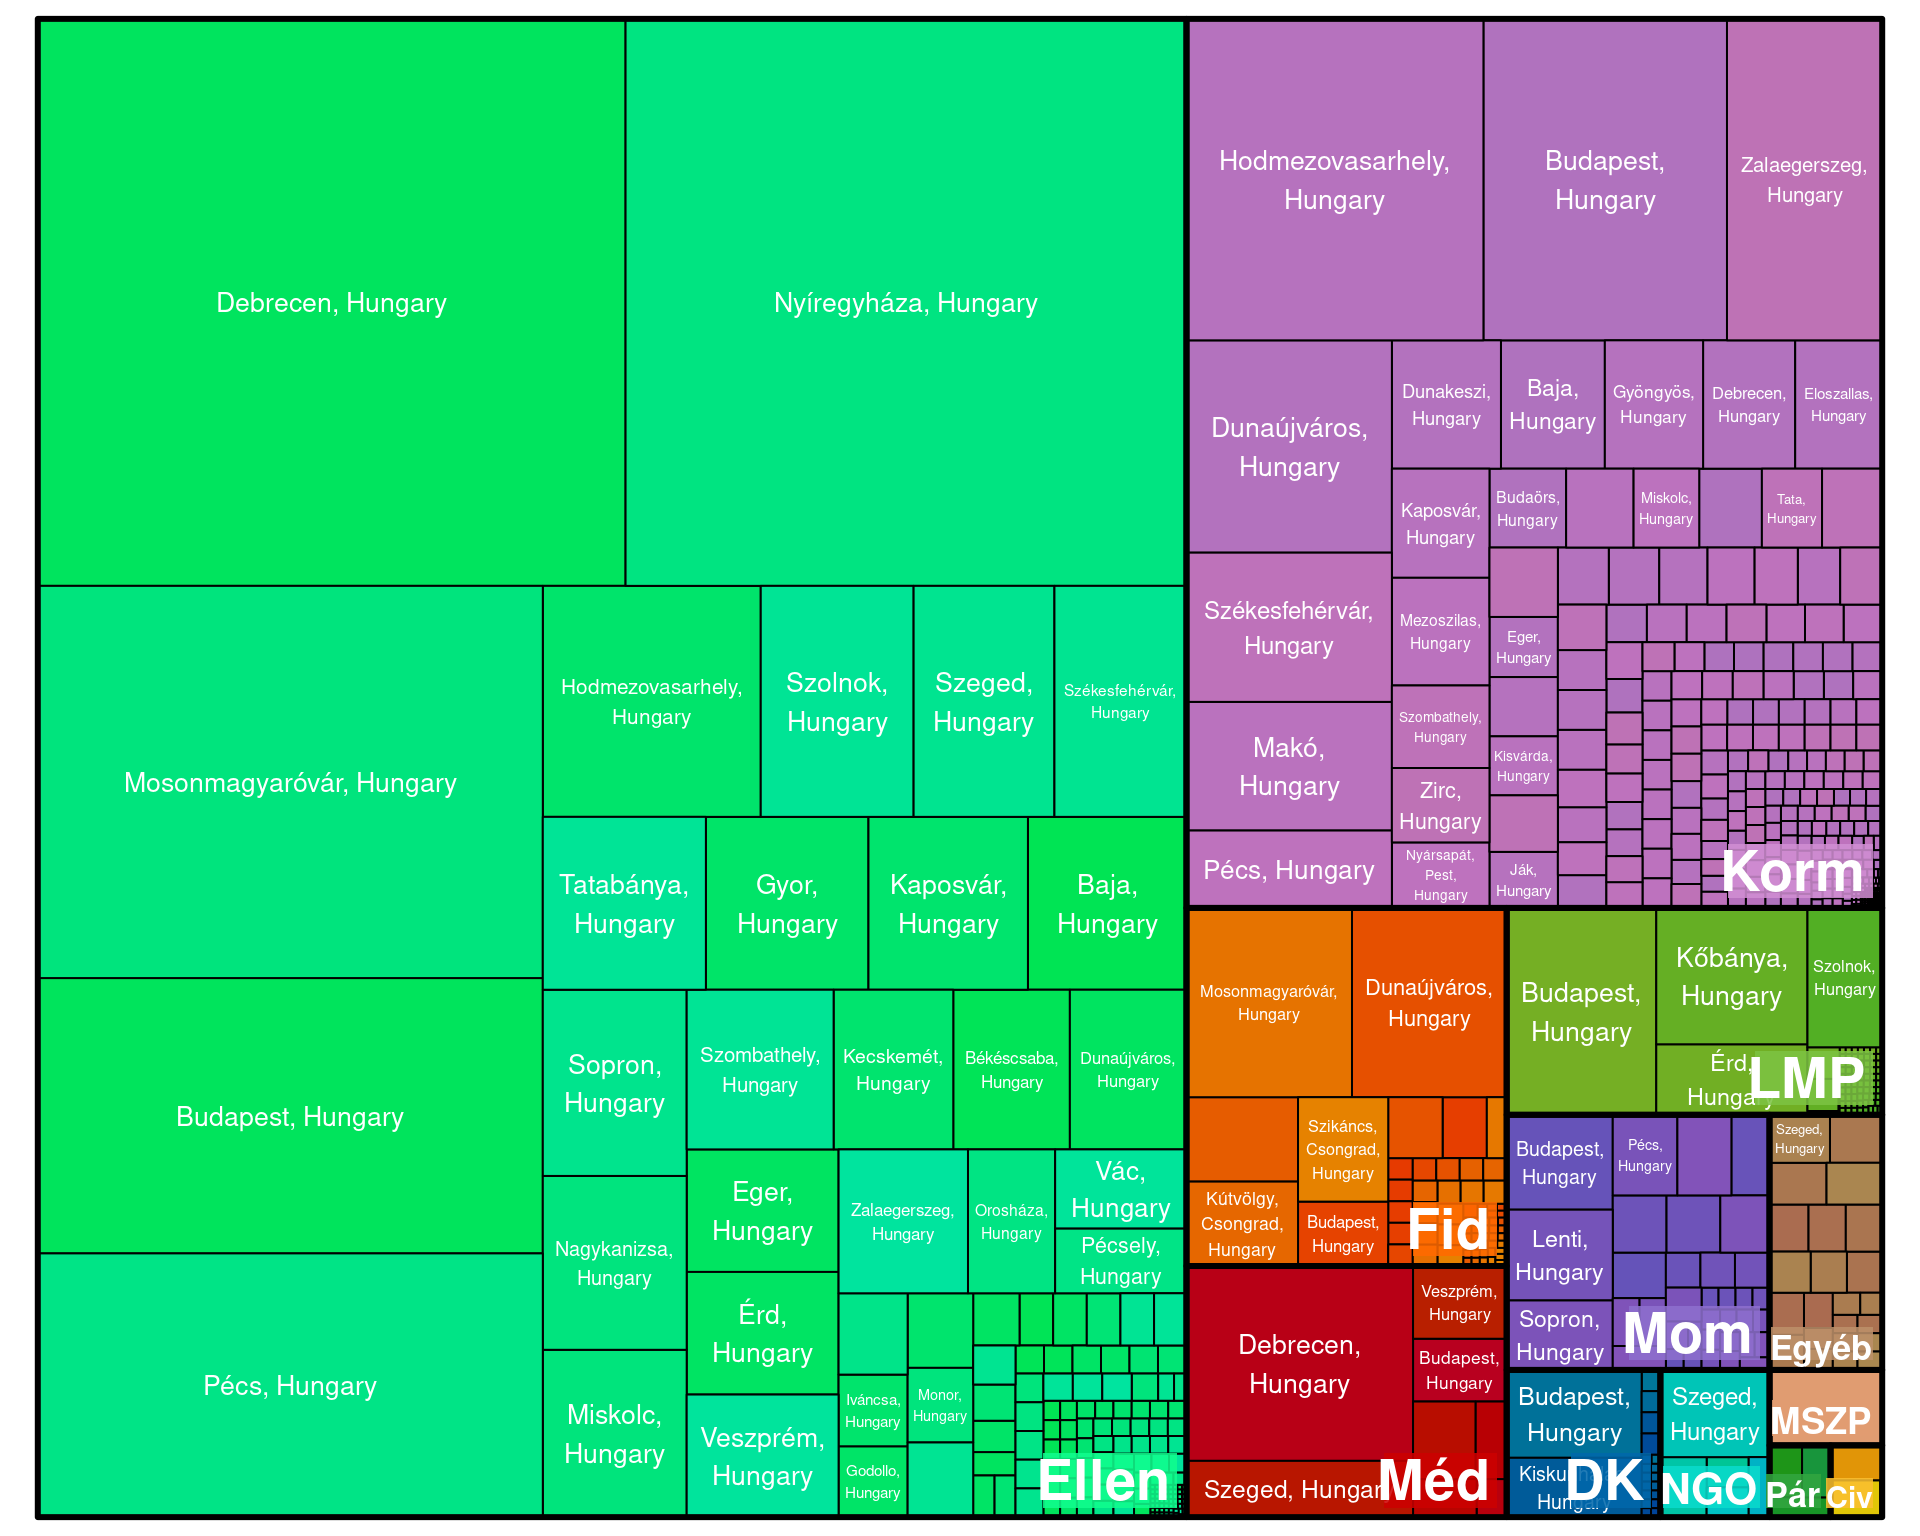 Debrecen, Hungary
Nyíregyháza, Hungary
Mosonmagyaróvár, Hungary
Budapest, Hungary
Pécs, Hungary
Hodmezovasarhely,
Hungary
Szolnok,
Hungary
Szeged,
Hungary
Székesfehérvár,
Hungary
Tatabánya,
Hungary
Gyor,
Hungary
Kaposvár,
Hungary
Baja,
Hungary
Sopron,
Hungary
Szombathely,
Hungary
Kecskemét,
Hungary
Békéscsaba,
Hungary
Dunaújváros,
Hungary
Nagykanizsa,
Hungary
Miskolc,
Hungary
Eger,
Hungary
Érd,
Hungary
Veszprém,
Hungary
Zalaegerszeg,
Hungary
Orosháza,
Hungary
Vác,
Hungary
Pécsely,
Hungary
Iváncsa,
Hungary
Monor,
Hungary
Godollo,
Hungary
Ellen
Hodmezovasarhely,
Hungary
Budapest,
Hungary
Zalaegerszeg,
Hungary
Dunaújváros,
Hungary
Székesfehérvár,
Hungary
Makó,
Hungary
Pécs, Hungary
Dunakeszi,
Hungary
Baja,
Hungary
Gyöngyös,
Hungary
Debrecen,
Hungary
Eloszallas,
Hungary
Kaposvár,
Hungary
Budaörs,
Hungary
Miskolc,
Hungary
Tata,
Hungary
Mezoszilas,
Hungary
Eger,
Hungary
Szombathely,
Hungary
Kisvárda,
Hungary
Zirc,
Hungary
Nyársapát,
Pest,
Hungary
Ják,
Hungary
Korm
Mosonmagyaróvár,
Hungary
Dunaújváros,
Hungary
Szikáncs,
Csongrad,
Hungary
Kútvölgy,
Csongrad,
Hungary
Budapest,
Hungary
Fid
Debrecen,
Hungary
Veszprém,
Hungary
Budapest,
Hungary
Szeged, Hungar
Méd
Budapest,
Hungary
Kőbánya,
Hungary
Szolnok,
Hungary
Érd,
Hungary
LMP
Budapest,
Hungary
Pécs,
Hungary
Lenti,
Hungary
Sopron,
Hungary
Mom
Szeged,
Hungary
Egyéb
Budapest,
Hungary
Hungary
DK
Szeged,
Hungary
NGO
MSZP
Pár
Civ